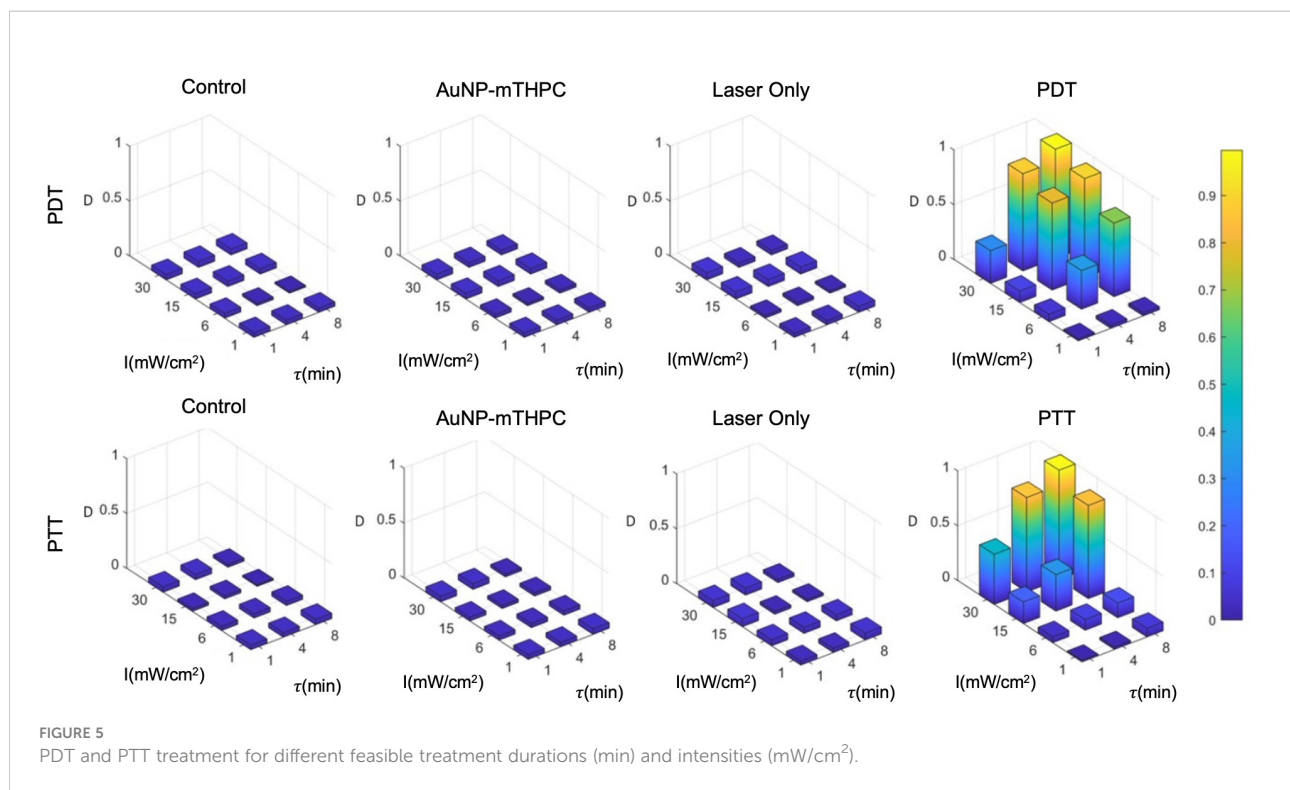 Control
AuNP-mTHPC
Laser Only
PDT
PDT
D
1
0.5
0
30
15
6
1
1
4
8
I(mW/cm²)
τ(min)
D
1
0.5
0
30
15
6
1
1
4
8
I(mW/cm²)
τ(min)
D
1
0.5
0
30
15
6
1
1
4
8
I(mW/cm²)
τ(min)
D
1
0.5
0
30
15
6
1
1
4
8
I(mW/cm²)
τ(min)
0.9
0.8
0.7
0.6
0.5
0.4
0.3
0.2
0.1
0
Control
AuNP-mTHPC
Laser Only
PTT
PTT
D
1
0.5
0
30
15
6
1
1
4
8
I(mW/cm²)
τ(min)
D
1
0.5
0
30
15
6
1
1
4
8
I(mW/cm²)
τ(min)
D
1
0.5
0
30
15
6
1
1
4
8
I(mW/cm²)
τ(min)
D
1
0.5
0
30
15
6
1
1
4
8
I(mW/cm²)
τ(min)
FIGURE 5
PDT and PTT treatment for different feasible treatment durations (min) and intensities (mW/cm²).